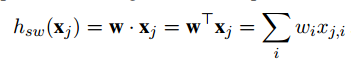 h_{sw}(\mathbf{x}_j) = \mathbf{w} \cdot \mathbf{x}_j = \mathbf{w}^\top \mathbf{x}_j = \sum_i w_i x_{j,i}